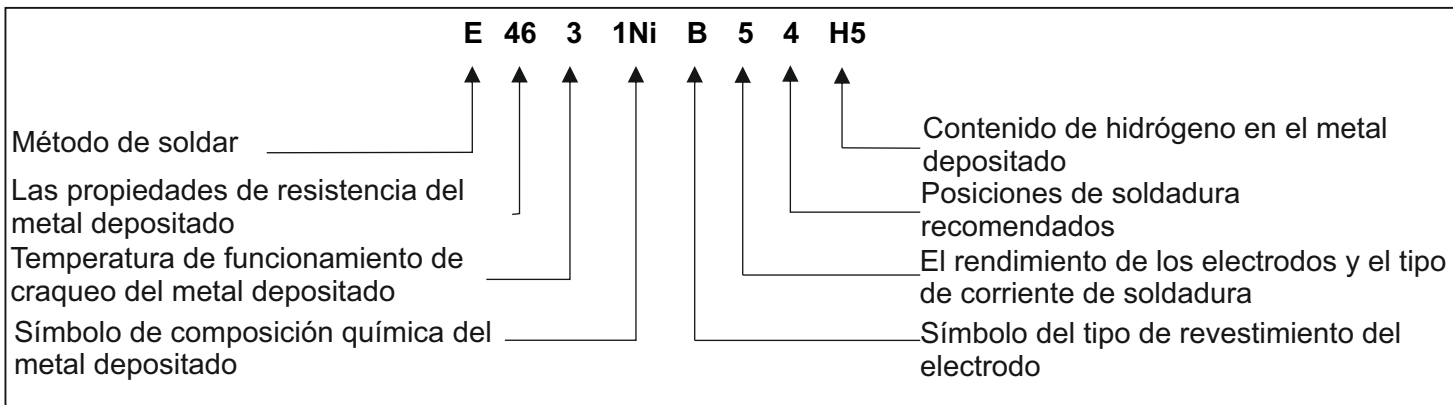 E 46 3 1Ni B 5 4 H5
Método de soldar
Las propiedades de resistencia del
metal depositado
Temperatura de funcionamiento de
craqueo del metal depositado
Símbolo de composición química del
metal depositado
Contenido de hidrógeno en el metal
depositado
Posiciones de soldadura
recomendados
El rendimiento de los electrodos y el tipo
de corriente de soldadura
Símbolo del tipo de revestimiento del
electrodo